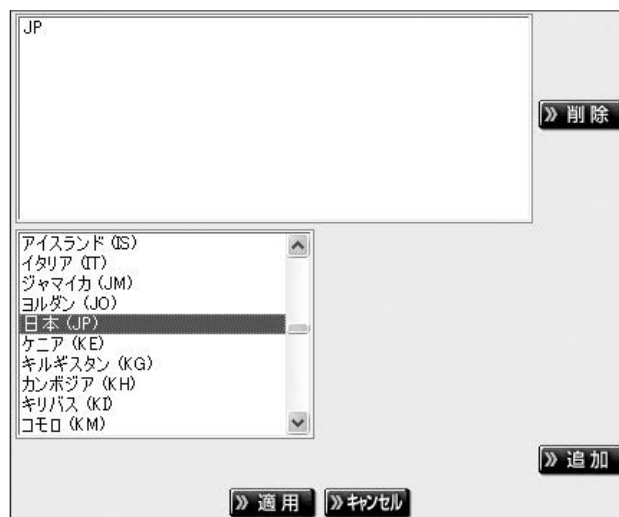 JP
» 削除
アイスランド (IS)
イタリア (IT)
ジャマイカ (JM)
ヨルダン (JO)
日本 (JP)
ケニア (KE)
キルギスタン (KG)
カンボジア (KH)
キリバス (KI)
コモロ (KM)
» 追加
» 適用 » キャンセル